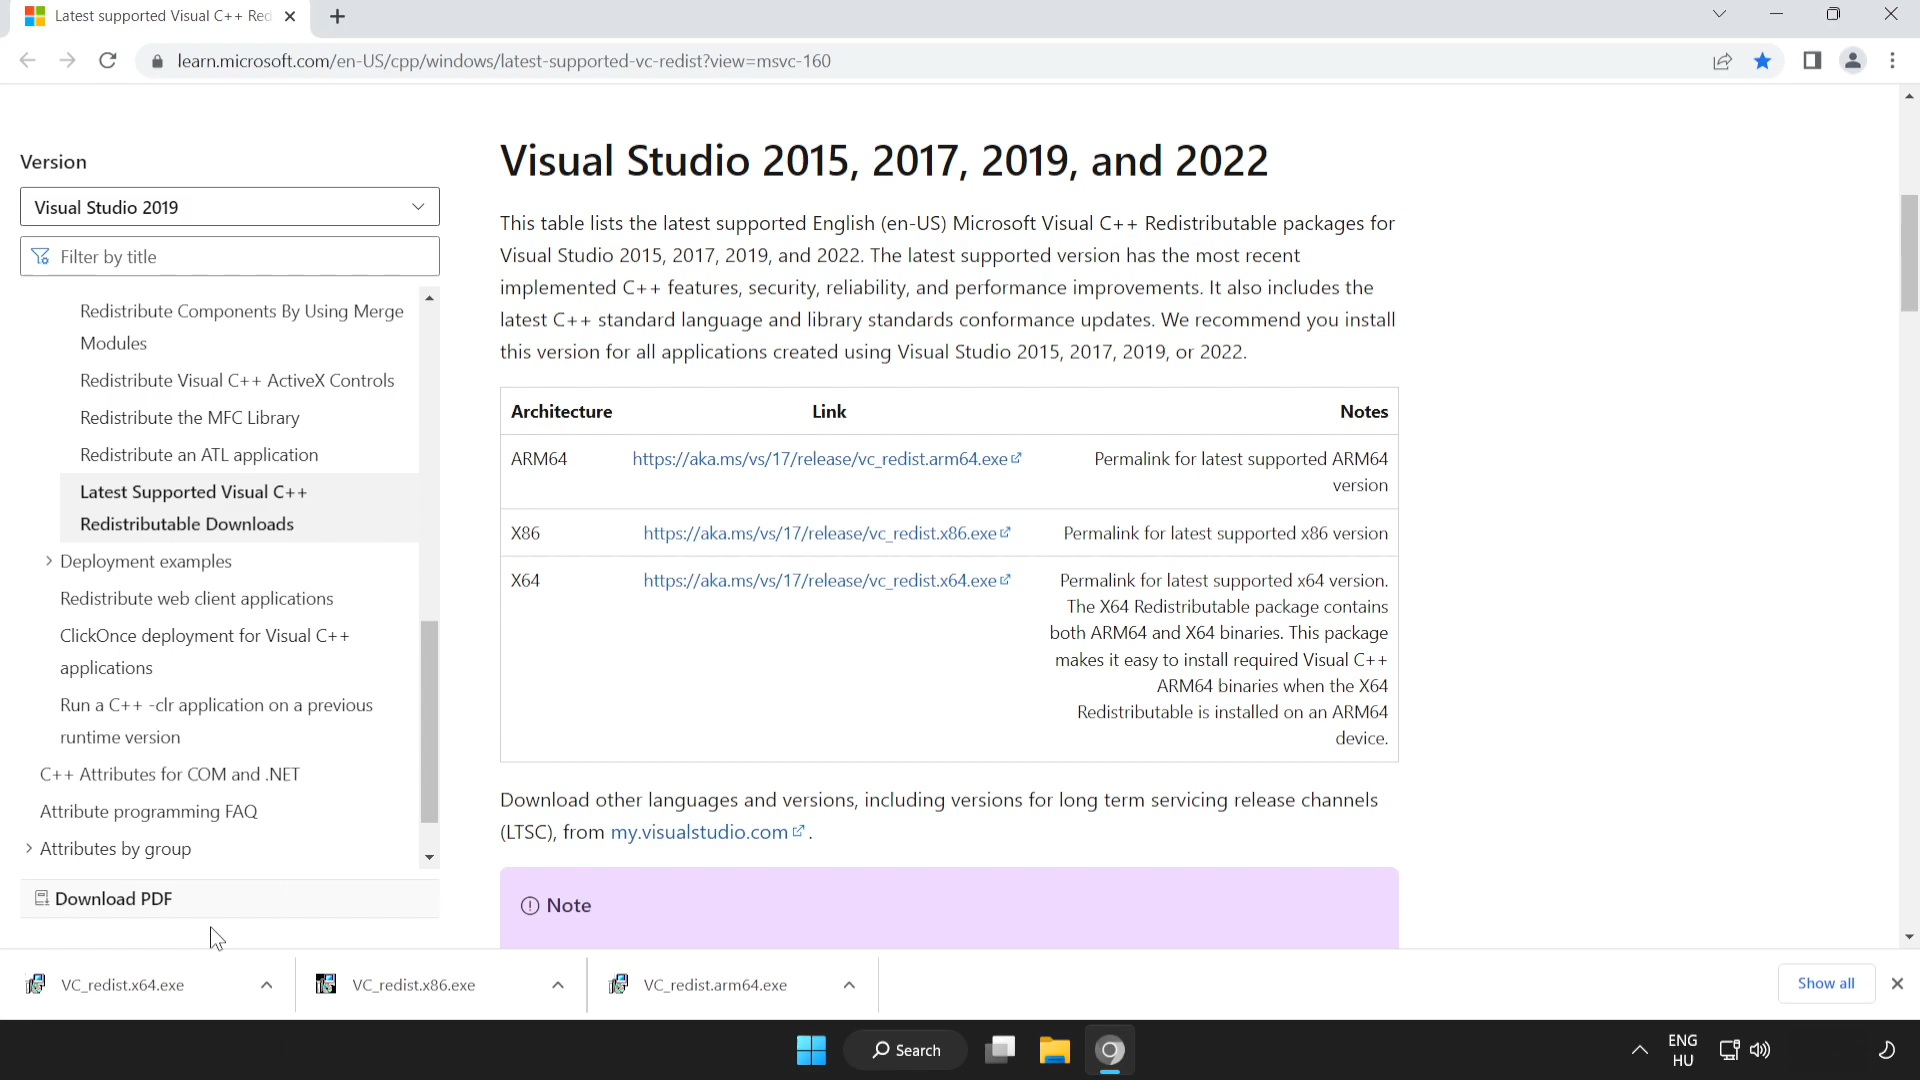 Latest supported Visual C++ Red
learn.microsoft.com/en-US/cpp/windows/latest-supported-vc-redist?view=msvc-160
Version
Visual Studio 2019
Filter by title
Redistribute Components By Using Merge
Modules
Redistribute Visual C++ ActiveX Controls
Redistribute the MFC Library
Redistribute an ATL application
Latest Supported Visual C++
Redistributable Downloads
Deployment examples
Redistribute web client applications
ClickOnce deployment for Visual C++
applications
Run a C++ -clr application on a previous
runtime version
C++ Attributes for COM and .NET
Attribute programming FAQ
Attributes by group
Download PDF
Visual Studio 2015, 2017, 2019, and 2022
This table lists the latest supported English (en-US) Microsoft Visual C++ Redistributable packages for
Visual Studio 2015, 2017, 2019, and 2022. The latest supported version has the most recent
implemented C++ features, security, reliability, and performance improvements. It also includes the
latest C++ standard language and library standards conformance updates. We recommend you install
this version for all applications created using Visual Studio 2015, 2017, 2019, or 2022.
Architecture Link Notes
ARM64 https://aka.ms/vs/17/release/vc_redist.arm64.exe Permalink for latest supported ARM64
version
X86 https://aka.ms/vs/17/release/vc_redist.x86.exe Permalink for latest supported x86 version
X64 https://aka.ms/vs/17/release/vc_redist.x64.exe Permalink for latest supported x64 version.
The X64 Redistributable package contains
both ARM64 and X64 binaries. This package
makes it easy to install required Visual C++
ARM64 binaries when the X64
Redistributable is installed on an ARM64
device.
Download other languages and versions, including versions for long term servicing release channels
(LTSC), from my.visualstudio.com .
Note
VC_redist.x64.exe VC_redist.x86.exe VC_redist.arm64.exe Show all
Search
ENG
HU